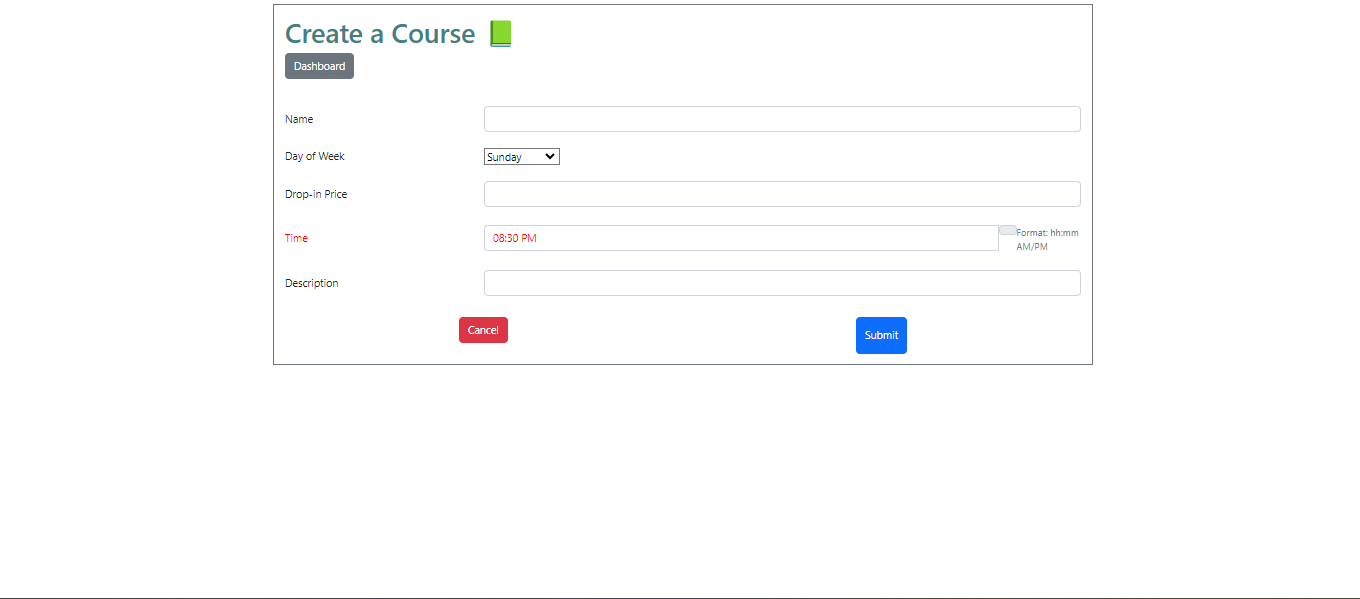 Create a Course
Dashboard
Name
Day of Week
Sunday
Drop-in Price
Time
08:30 PM
Format: hh:mm
AM/PM
Description
Cancel
Submit